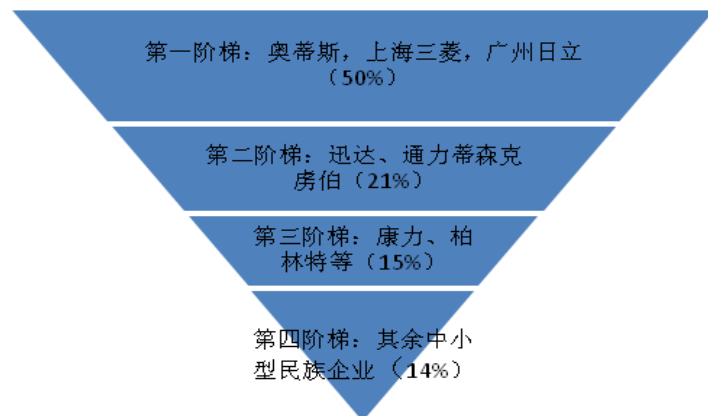 第一阶梯：奥蒂斯，上海三菱，广州日立
（50%）
第二阶梯：迅达、通力蒂森克
虏伯（21%）
第三阶梯：康力、柏
林特等（15%）
第四阶梯：其余中小
型民族企业（14%）